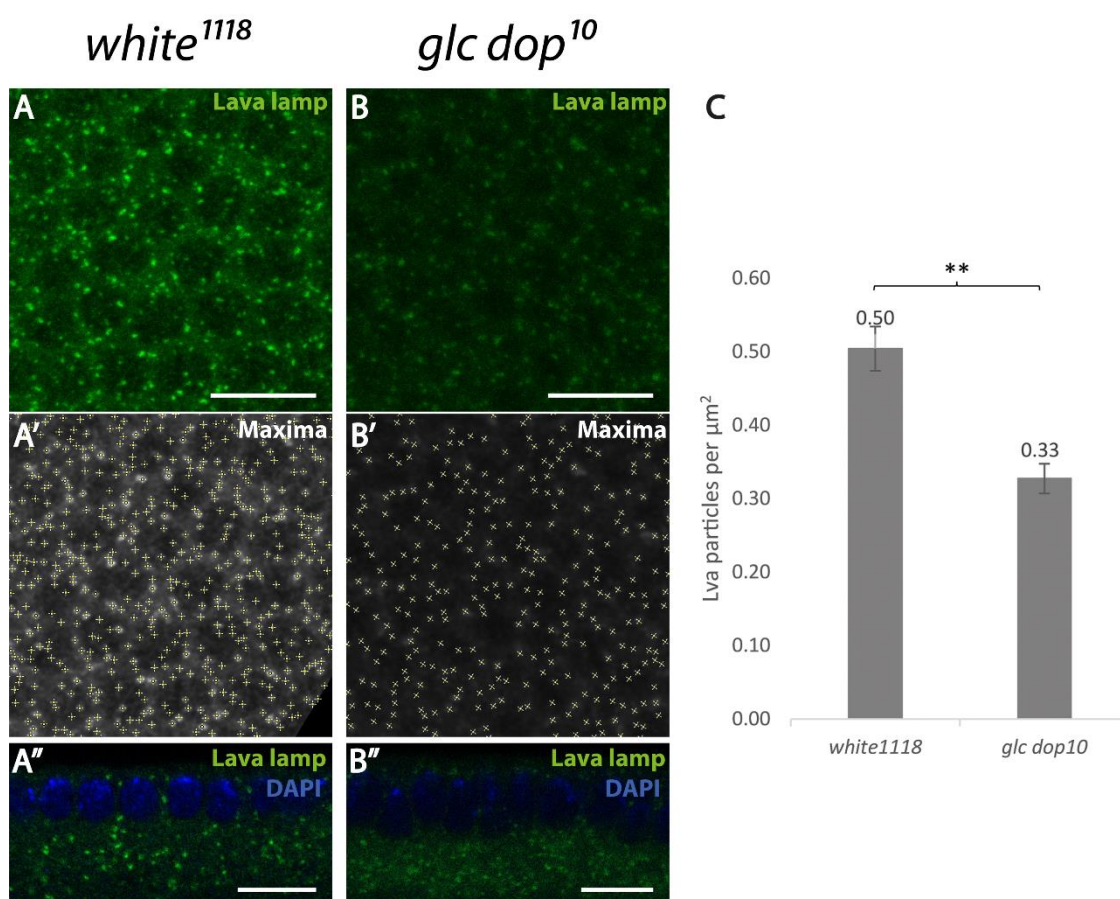 white1118
glc dop10
A
Lava lamp
B
Lava lamp
C
A'
Maxima
B'
Maxima
A"
Lava lamp
DAPI
B"
Lava lamp
DAPI
0.60
0.50
0.40
0.30
0.20
0.10
0.00
Lva particles per µm2
**
0.50
0.33
white1118
glc dop10